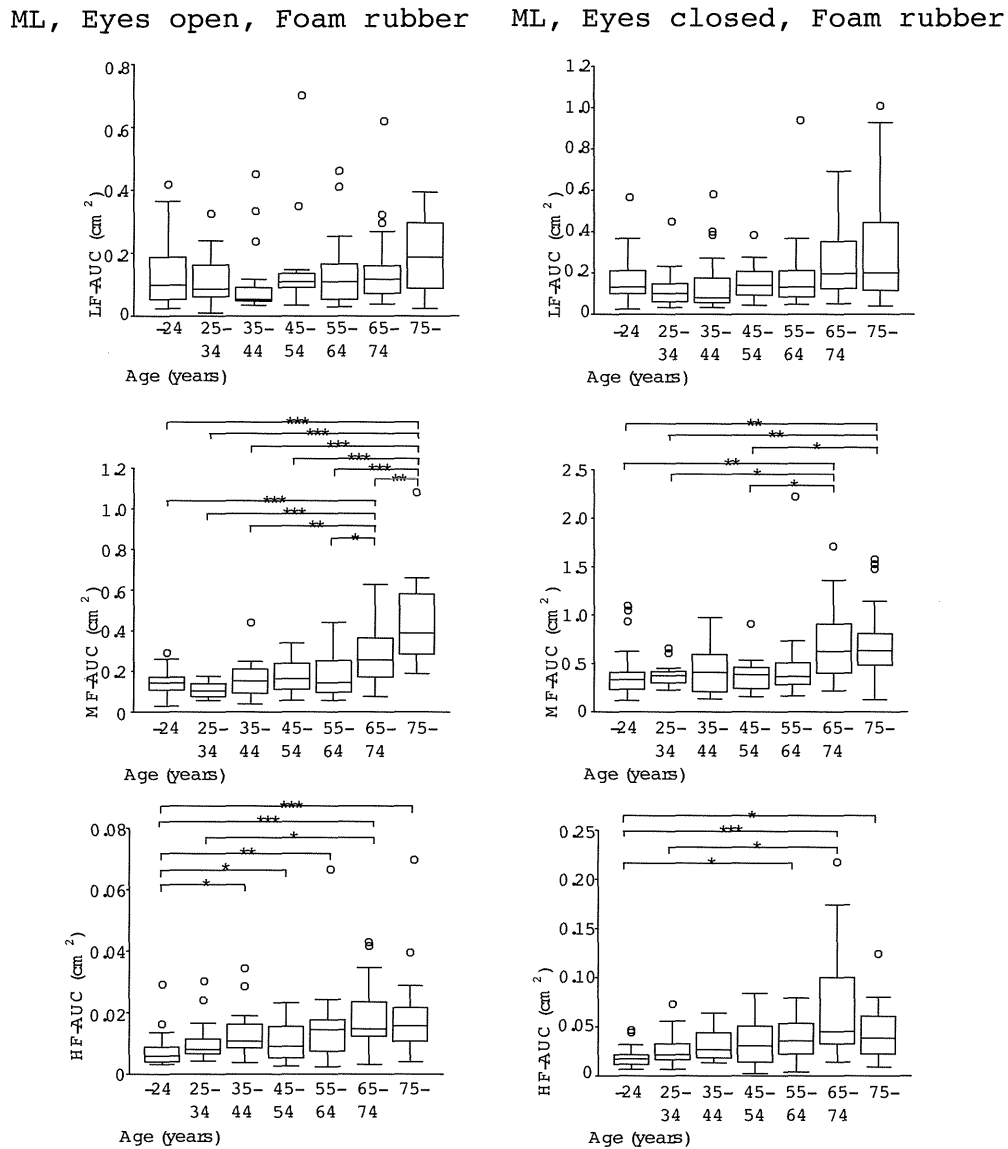 ML, Eyes open, Foam rubber
ML, Eyes closed, Foam rubber
LF-AUC (cm²)
0.8
0.6
0.4
0.2
0
-24 25- 35- 45- 55- 65- 75-
34 44 54 64 74
Age (years)
LF-AUC (cm²)
1.2
1.0
0.8
0.6
0.4
0.2
0
-24 25- 35- 45- 55- 65- 75-
34 44 54 64 74
Age (years)
***
***
***
***
***
**
***
***
**
*
MF-AUC (cm²)
1.2
1.0
0.8
0.6
0.4
0.2
0
-24 25- 35- 45- 55- 65- 75-
34 44 54 64 74
Age (years)
**
**
*
**
*
*
MF-AUC (cm²)
2.5
2.0
1.5
1.0
0.5
0
-24 25- 35- 45- 55- 65- 75-
34 44 54 64 74
Age (years)
***
***
*
**
*
*
HF-AUC (cm²)
0.08
0.06
0.04
0.02
0
-24 25- 35- 45- 55- 65- 75-
34 44 54 64 74
Age (years)
*
***
*
*
HF-AUC (cm²)
0.25
0.20
0.15
0.10
0.05
0
-24 25- 35- 45- 55- 65- 75-
34 44 54 64 74
Age (years)